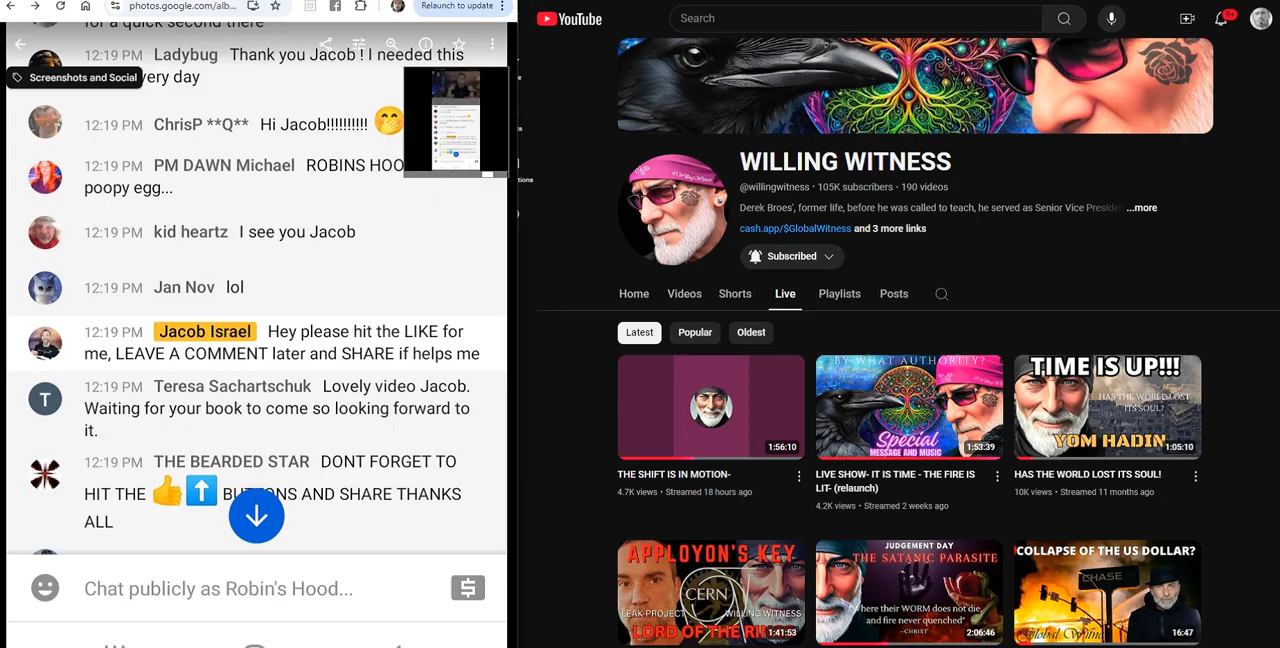 photos.google.com/alb...
Relaunch to update
for a quick second there
12:19 PM Ladybug Thank you Jacob ! I needed this
very day
Screenshots and Social
12:19 PM ChrisP **Q** Hi Jacob!!!!!!!!!! 🤭
12:19 PM PM DAWN Michael ROBINS HOO
poopy egg...
12:19 PM kid heartz I see you Jacob
12:19 PM Jan Nov lol
12:19 PM Jacob Israel Hey please hit the LIKE for
me, LEAVE A COMMENT later and SHARE if helps me
T
12:19 PM Teresa Sachartschuk Lovely video Jacob.
Waiting for your book to come so looking forward to
it.
12:19 PM THE BEARDED STAR DONT FORGET TO
HIT THE 👍 ⬆️ BUTTONS AND SHARE THANKS
ALL
Chat publicly as Robin's Hood...
YouTube
Search
9+
WILLING WITNESS
@willingwitness • 105K subscribers • 190 videos
Derek Broes', former life, before he was called to teach, he served as Senior Vice Preside ...more
cash.app/$GlobalWitness and 3 more links
Subscribed
Home Videos Shorts Live Playlists Posts
Latest Popular Oldest
1:56:10
THE SHIFT IS IN MOTION-
4.7K views • Streamed 18 hours ago
BY WHAT AUTHORITY?
Special
MESSAGE AND MUSIC
1:53:39
LIVE SHOW- IT IS TIME - THE FIRE IS
LIT- (relaunch)
4.2K views • Streamed 2 weeks ago
TIME IS UP!!!
HAS THE WORLD LOST
ITS SOUL?
YOM HADIN
1:05:10
HAS THE WORLD LOST ITS SOUL!
10K views • Streamed 11 months ago
APPLOYON'S KEY
CERN
LEAK PROJECT WILLING WITNESS
LORD OF THE RI
1:41:53
JUDGEMENT DAY
THE SATANIC PARASITE
Where their WORM does not die,
and fire never quenched"
~CHRIST
2:06:46
COLLAPSE OF THE US DOLLAR?
CHASE
Global Witne
16:47